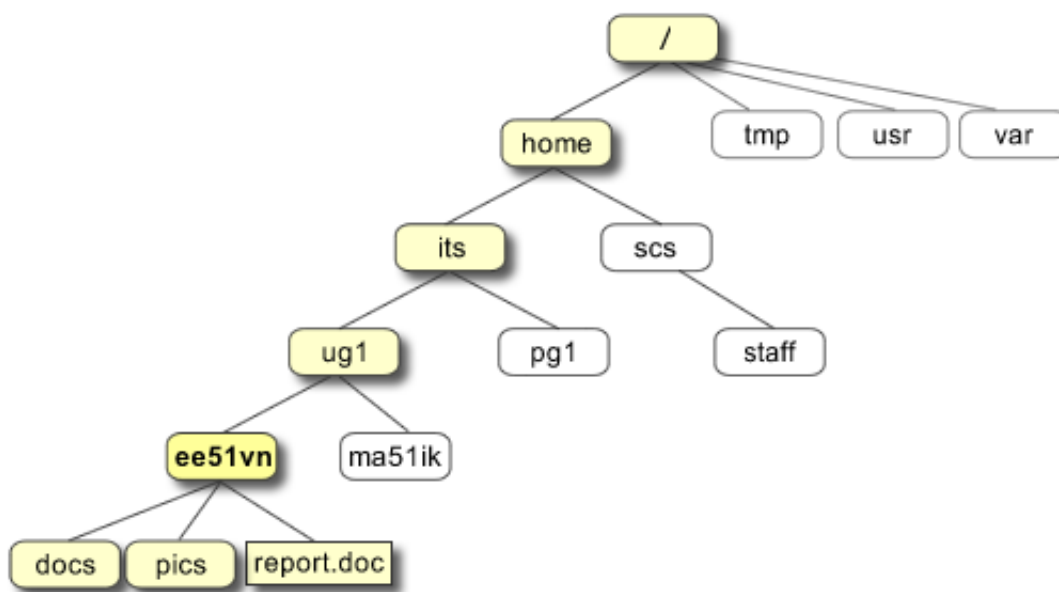 /
home
tmp
usr
var
its
scs
ug1
pg1
staff
ee51vn
ma51ik
docs
pics
report.doc